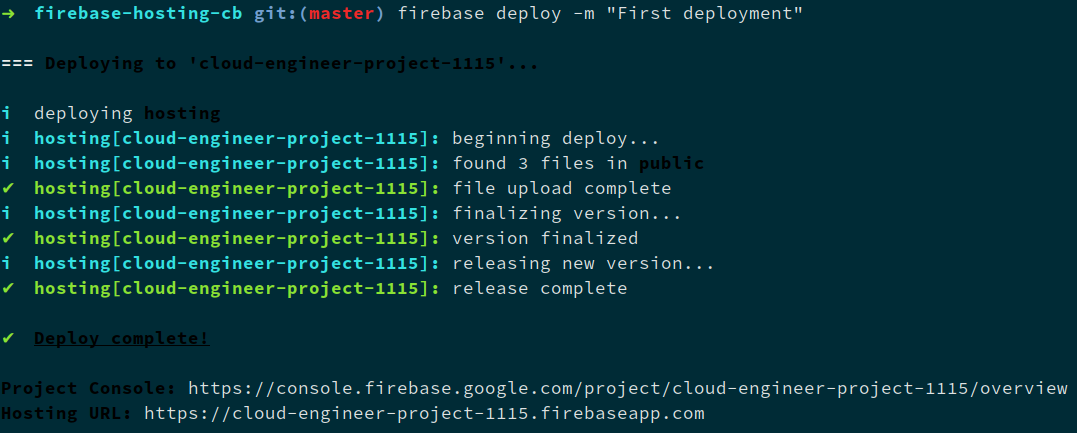 ➜ firebase-hosting-cb git:(master) firebase deploy -m "First deployment"
=== Deploying to 'cloud-engineer-project-1115'...
i deploying hosting
i hosting[cloud-engineer-project-1115]: beginning deploy...
i hosting[cloud-engineer-project-1115]: found 3 files in public
✔ hosting[cloud-engineer-project-1115]: file upload complete
i hosting[cloud-engineer-project-1115]: finalizing version...
✔ hosting[cloud-engineer-project-1115]: version finalized
i hosting[cloud-engineer-project-1115]: releasing new version...
✔ hosting[cloud-engineer-project-1115]: release complete
✔ Deploy complete!
Project Console: https://console.firebase.google.com/project/cloud-engineer-project-1115/overview
Hosting URL: https://cloud-engineer-project-1115.firebaseapp.com